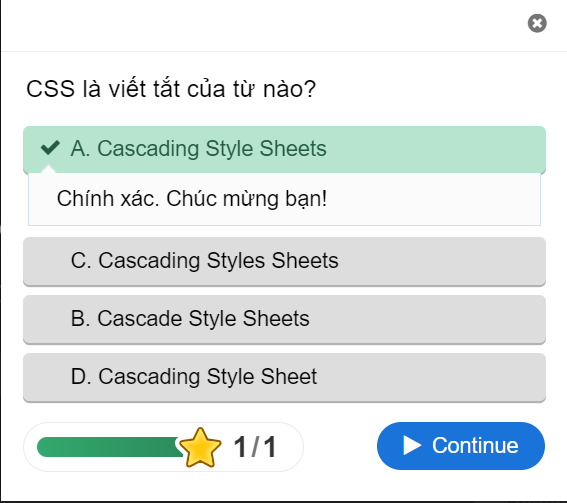 CSS là viết tắt của từ nào?
A. Cascading Style Sheets
Chính xác. Chúc mừng bạn!
C. Cascading Styles Sheets
B. Cascade Style Sheets
D. Cascading Style Sheet
1/1
Continue